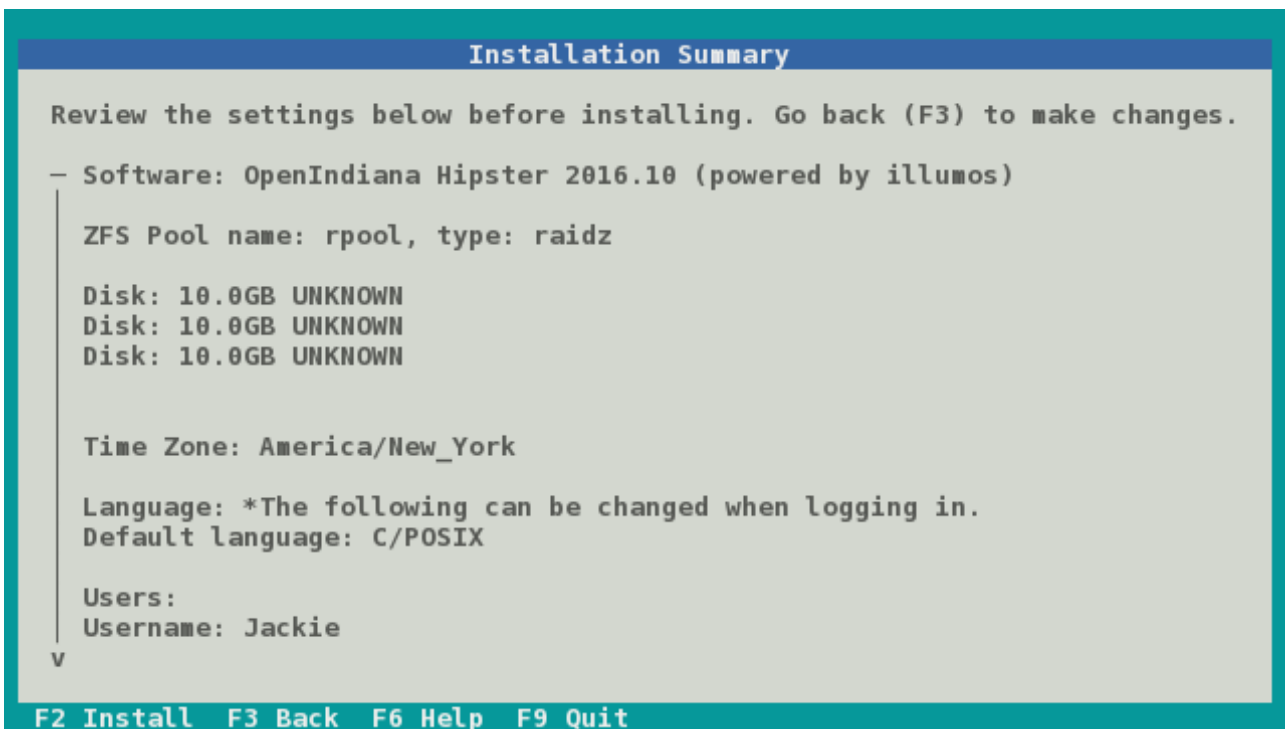 Installation Summary
Review the settings below before installing. Go back (F3) to make changes.
Software: OpenIndiana Hipster 2016.10 (powered by illumos)
ZFS Pool name: rpool, type: raidz
Disk: 10.0GB UNKNOWN
Disk: 10.0GB UNKNOWN
Disk: 10.0GB UNKNOWN
Time Zone: America/New_York
Language: *The following can be changed when logging in.
Default language: C/POSIX
Users:
Username: Jackie
v
F2 Install F3 Back F6 Help F9 Quit